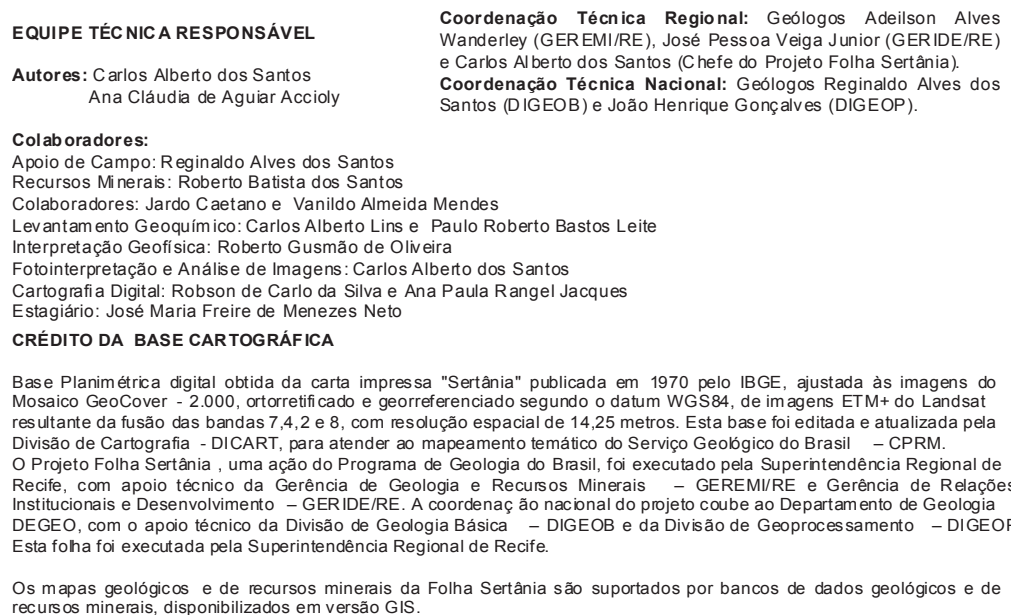 EQUIPE TÉCNICA RESPONSÁVEL
Autores: Carlos Alberto dos Santos
Ana Cláudia de Aguiar Accioly
Coordenação Técnica Regional: Geólogos Adeilson Alves
Wanderley (GEREMI/RE), José Pessoa Veiga Junior (GERIDE/RE)
e Carlos Alberto dos Santos (Chefe do Projeto Folha Sertânia).
Coordenação Técnica Nacional: Geólogos Reginaldo Alves dos
Santos (DIGEOB) e João Henrique Gonçalves (DIGEOP).
Colaboradores:
Apoio de Campo: Reginaldo Alves dos Santos
Recursos Minerais: Roberto Batista dos Santos
Colaboradores: Jardo Caetano e Vanildo Almeida Mendes
Levantamento Geoquímico: Carlos Alberto Lins e Paulo Roberto Bastos Leite
Interpretação Geofísica: Roberto Gusmão de Oliveira
Fotointerpretação e Análise de Imagens: Carlos Alberto dos Santos
Cartografia Digital: Robson de Carlo da Silva e Ana Paula Rangel Jacques
Estagiário: José Maria Freire de Menezes Neto
CRÉDITO DA BASE CARTOGRÁFICA
Base Planimétrica digital obtida da carta impressa "Sertânia" publicada em 1970 pelo IBGE, ajustada às imagens do
Mosaico GeoCover - 2.000, ortorretificado e georreferenciado segundo o datum WGS84, de imagens ETM+ do Landsat
resultante da fusão das bandas 7,4,2 e 8, com resolução espacial de 14,25 metros. Esta base foi editada e atualizada pela
Divisão de Cartografia - DICART, para atender ao mapeamento temático do Serviço Geológico do Brasil – CPRM.
O Projeto Folha Sertânia , uma ação do Programa de Geologia do Brasil, foi executado pela Superintendência Regional de
Recife, com apoio técnico da Gerência de Geologia e Recursos Minerais – GEREMI/RE e Gerência de Relações
Institucionais e Desenvolvimento – GERIDE/RE. A coordenaç ão nacional do projeto coube ao Departamento de Geologia
DEGEO, com o apoio técnico da Divisão de Geologia Básica – DIGEOB e da Divisão de Geoprocessamento – DIGEOP
Esta folha foi executada pela Superintendência Regional de Recife.
Os mapas geológicos e de recursos minerais da Folha Sertânia são suportados por bancos de dados geológicos e de
recursos minerais, disponibilizados em versão GIS.